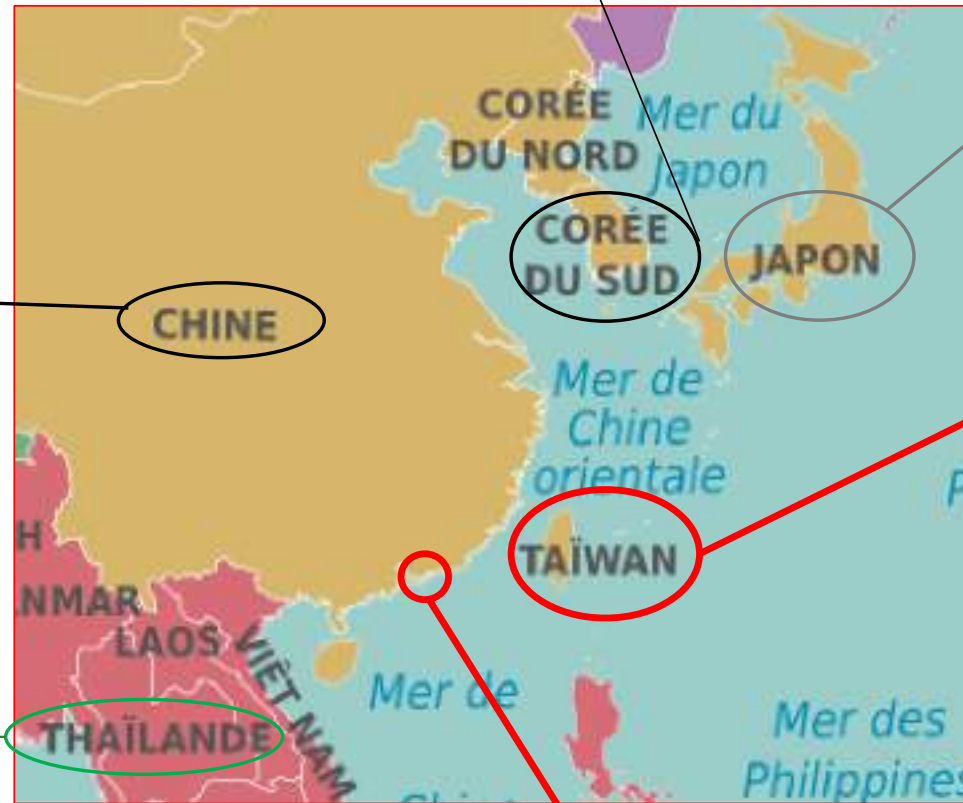 CORÉE
DU NORD
Mer du
Japon
CORÉE
DU SUD
JAPON
CHINE
Mer de
Chine
orientale
P
TAÏWAN
H
NMAR
LAOS
VIÊT NAM
Mer de
THAÏLANDE
Mer des
Philippines
Chine